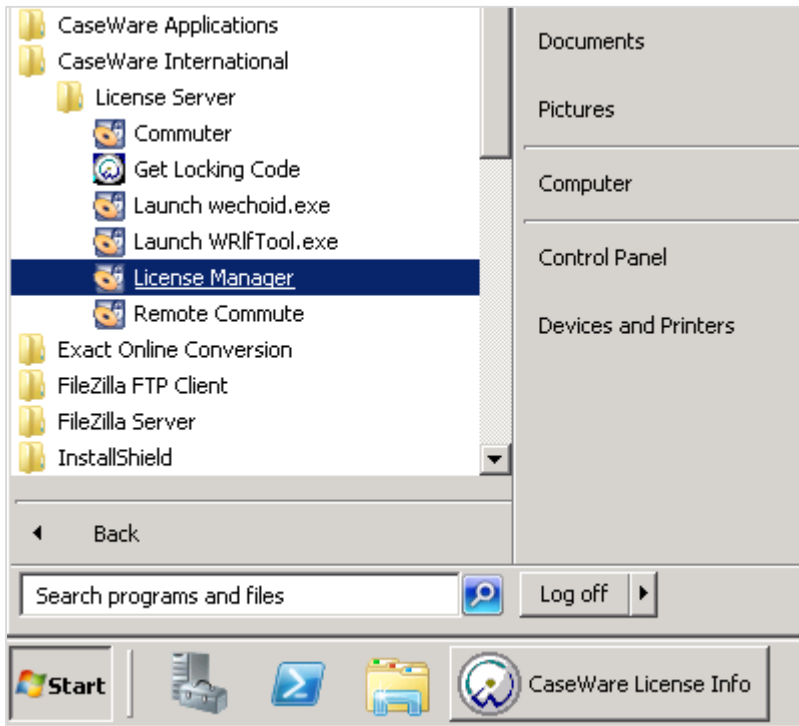 CaseWare Applications
CaseWare International
License Server
Commuter
Get Locking Code
Launch wechoid.exe
Launch WRlfTool.exe
License Manager
Remote Commute
Exact Online Conversion
FileZilla FTP Client
FileZilla Server
InstallShield
Back
Search programs and files
Documents
Pictures
Computer
Control Panel
Devices and Printers
Log off
Start
CaseWare License Info